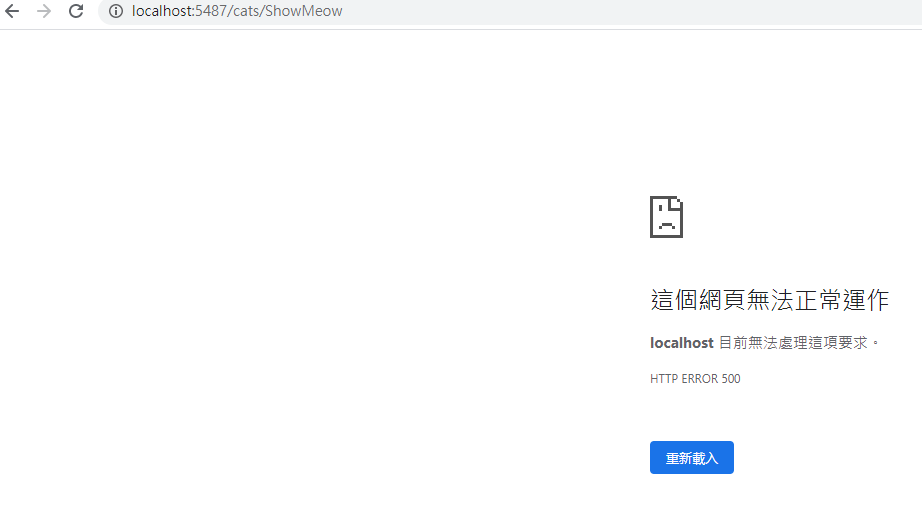 localhost:5487/cats/ShowMeow
這個網頁無法正常運作
localhost 目前無法處理這項要求。
HTTP ERROR 500
重新載入